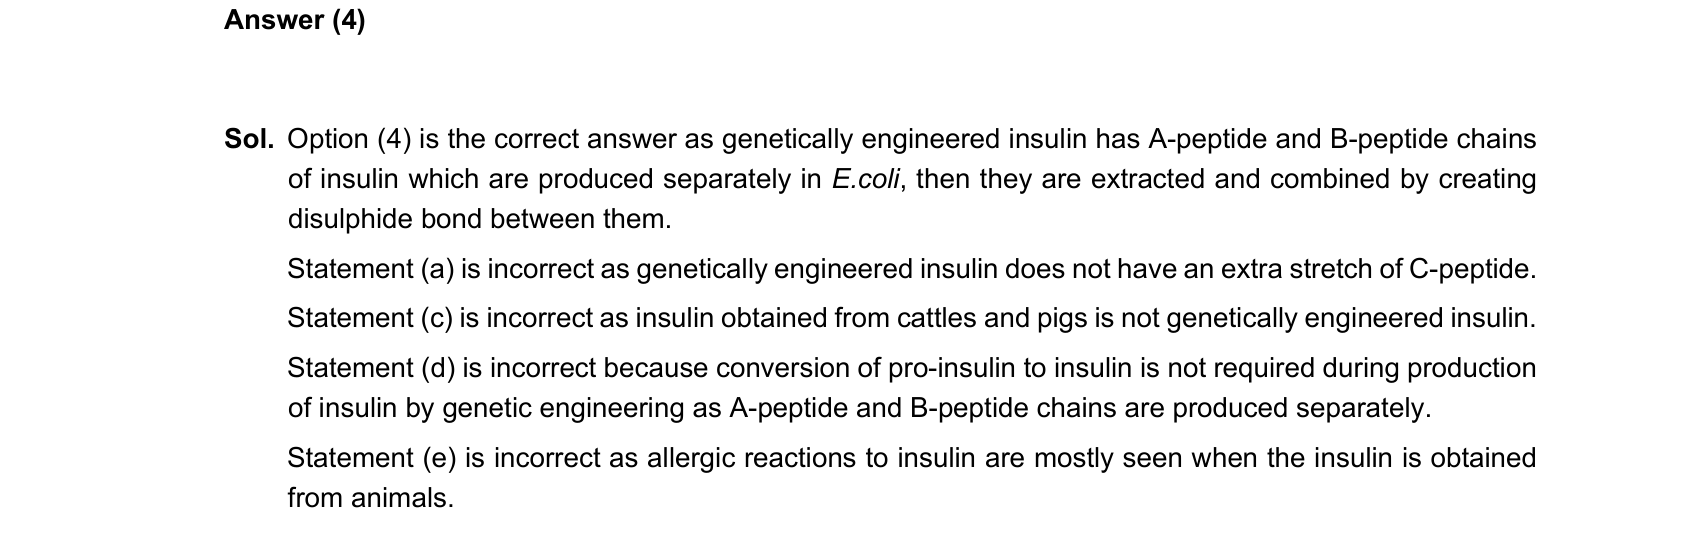 Answer (4)
Sol. Option (4) is the correct answer as genetically engineered insulin has A-peptide and B-peptide chains
of insulin which are produced separately in E.coli, then they are extracted and combined by creating
disulphide bond between them.
Statement (a) is incorrect as genetically engineered insulin does not have an extra stretch of C-peptide.
Statement (c) is incorrect as insulin obtained from cattles and pigs is not genetically engineered insulin.
Statement (d) is incorrect because conversion of pro-insulin to insulin is not required during production
of insulin by genetic engineering as A-peptide and B-peptide chains are produced separately.
Statement (e) is incorrect as allergic reactions to insulin are mostly seen when the insulin is obtained
from animals.